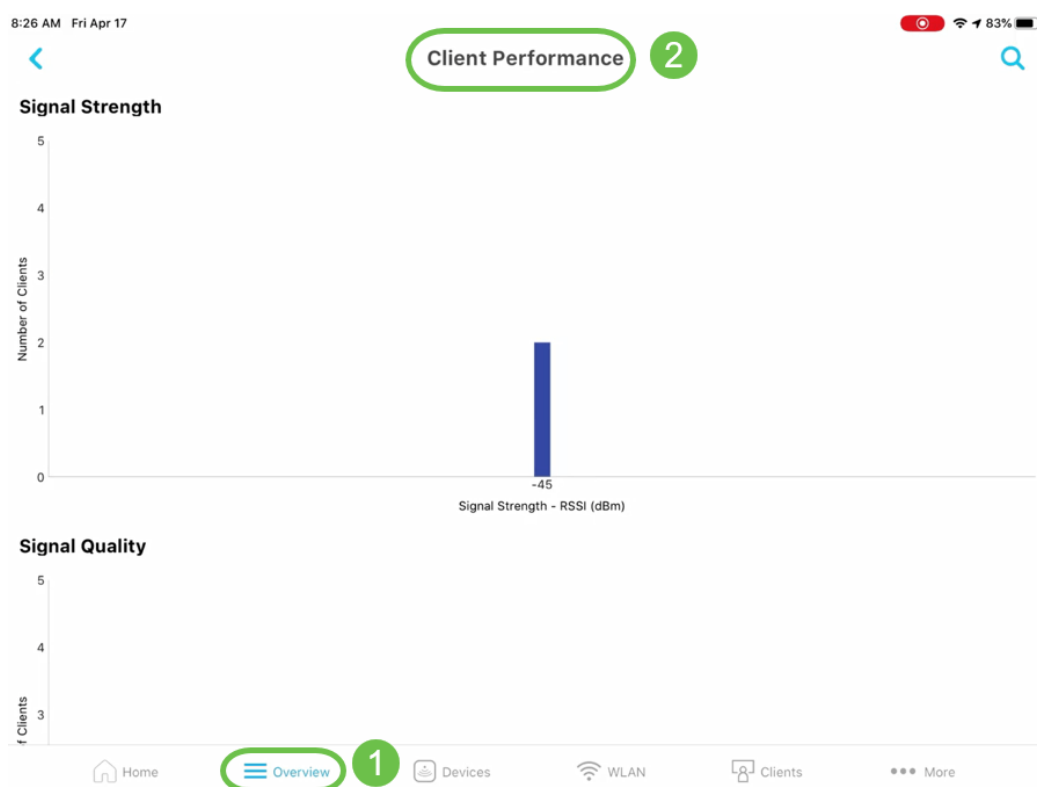 8:26 AM Fri Apr 17
83%
Client Performance
2
Signal Strength
5
4
3
2
1
0
Number of Clients
-45
Signal Strength - RSSI (dBm)
Signal Quality
5
4
3
f Clients
Home
Overview
1
Devices
WLAN
Clients
More